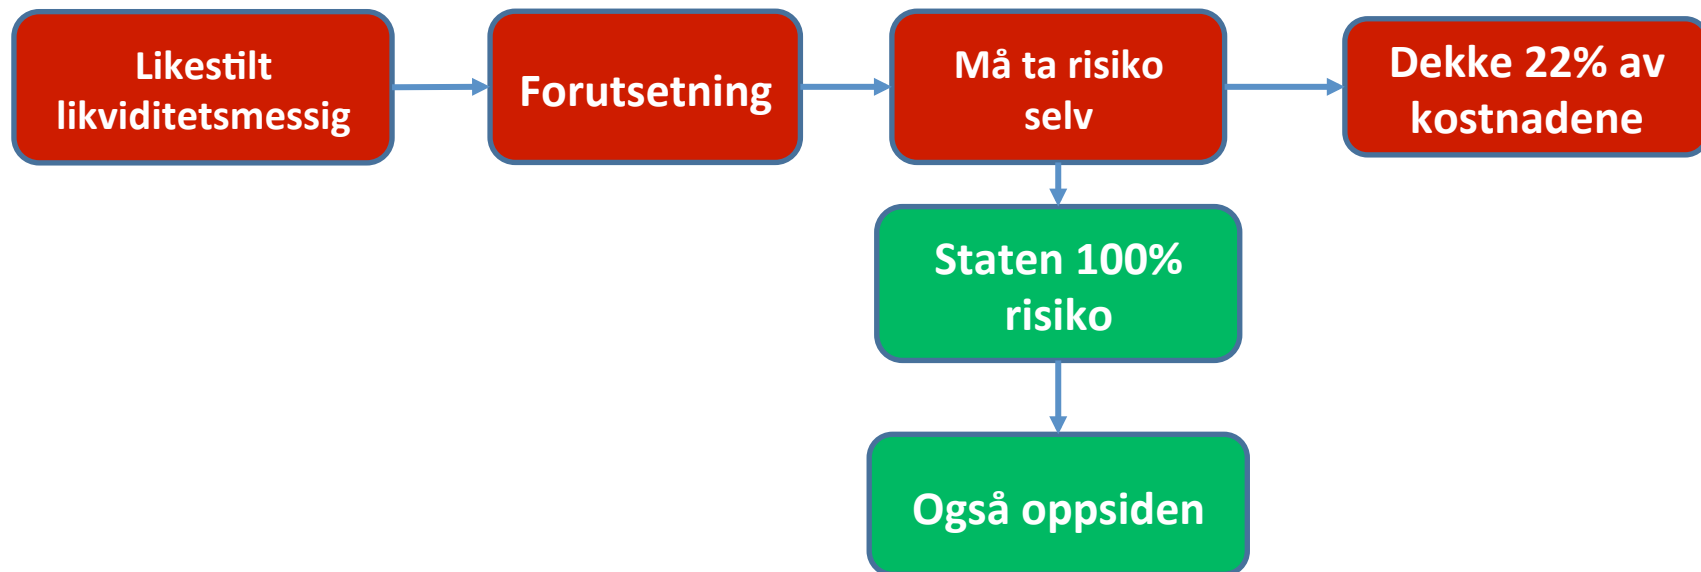 Likestilt
likviditetsmessig
Forutsetning
Må ta risiko
selv
Dekke 22% av
kostnadene
Staten 100%
risiko
Også oppsiden